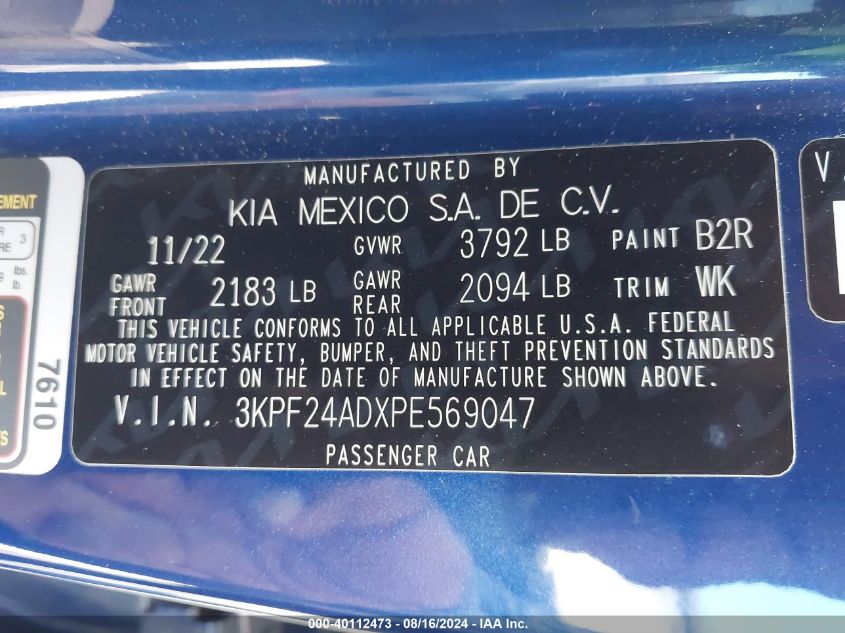 MANUFACTURED BY
KIA MEXICO S.A. DE C.V.
11/22 GVWR 3792 LB PAINT B2R
GAWR FRONT 2183 LB GAWR REAR 2094 LB TRIM WK
THIS VEHICLE CONFORMS TO ALL APPLICABLE U.S.A. FEDERAL
MOTOR VEHICLE SAFETY, BUMPER, AND THEFT PREVENTION STANDARDS
IN EFFECT ON THE DATE OF MANUFACTURE SHOWN ABOVE.
V.I.N. 3KPF24ADXPE569047
PASSENGER CAR
3
lbs.
lb.
7610
V.
000-40112473 - 08/16/2024 - IAA Inc.